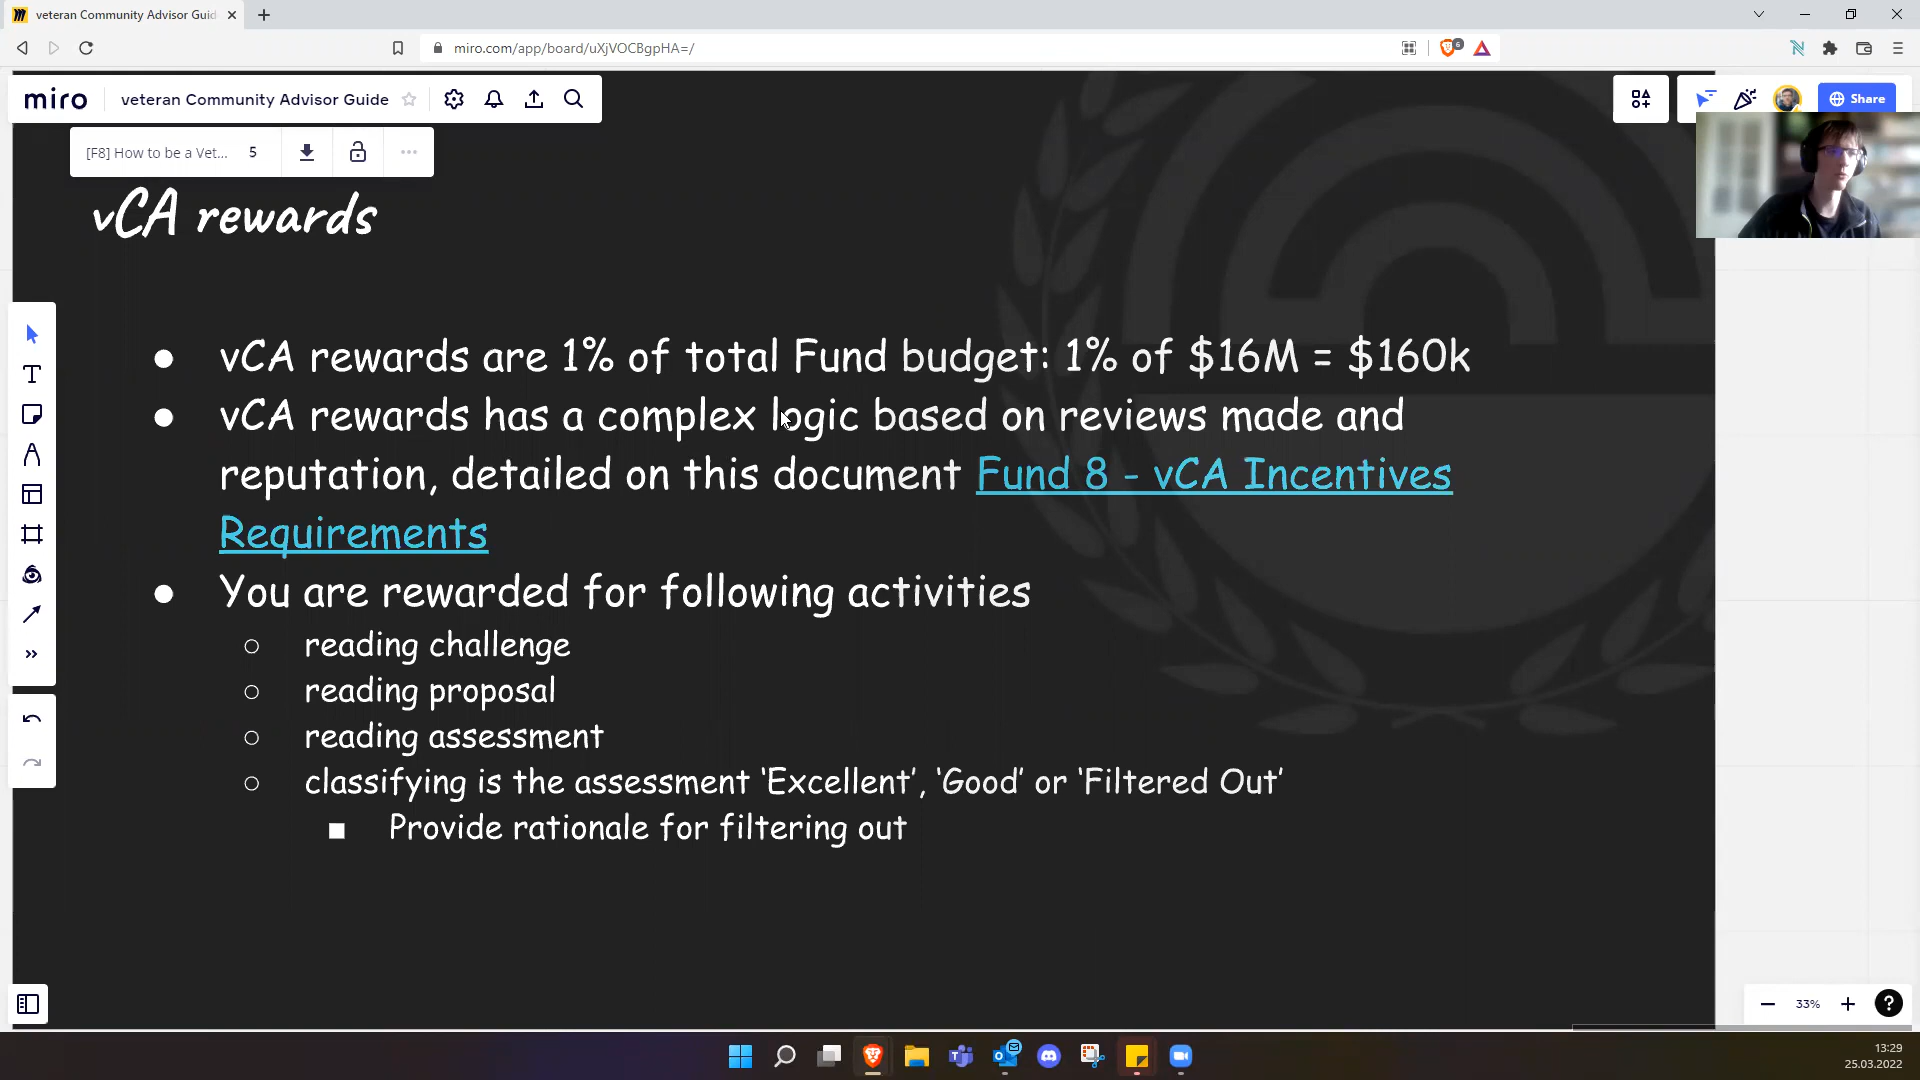 veteran Community Advisor Guid
miro.com/app/board/uXjVOCBgpHA=/
6
miro
veteran Community Advisor Guide
Share
[F8] How to be a Vet...
5
vCA rewards
● vCA rewards are 1% of total Fund budget: 1% of $16M = $160k
● vCA rewards has a complex logic based on reviews made and
reputation, detailed on this document Fund 8 - vCA Incentives
Requirements
● You are rewarded for following activities
○ reading challenge
○ reading proposal
○ reading assessment
○ classifying is the assessment ‘Excellent’, ‘Good’ or ‘Filtered Out’
■ Provide rationale for filtering out
33%
13:29
25.03.2022